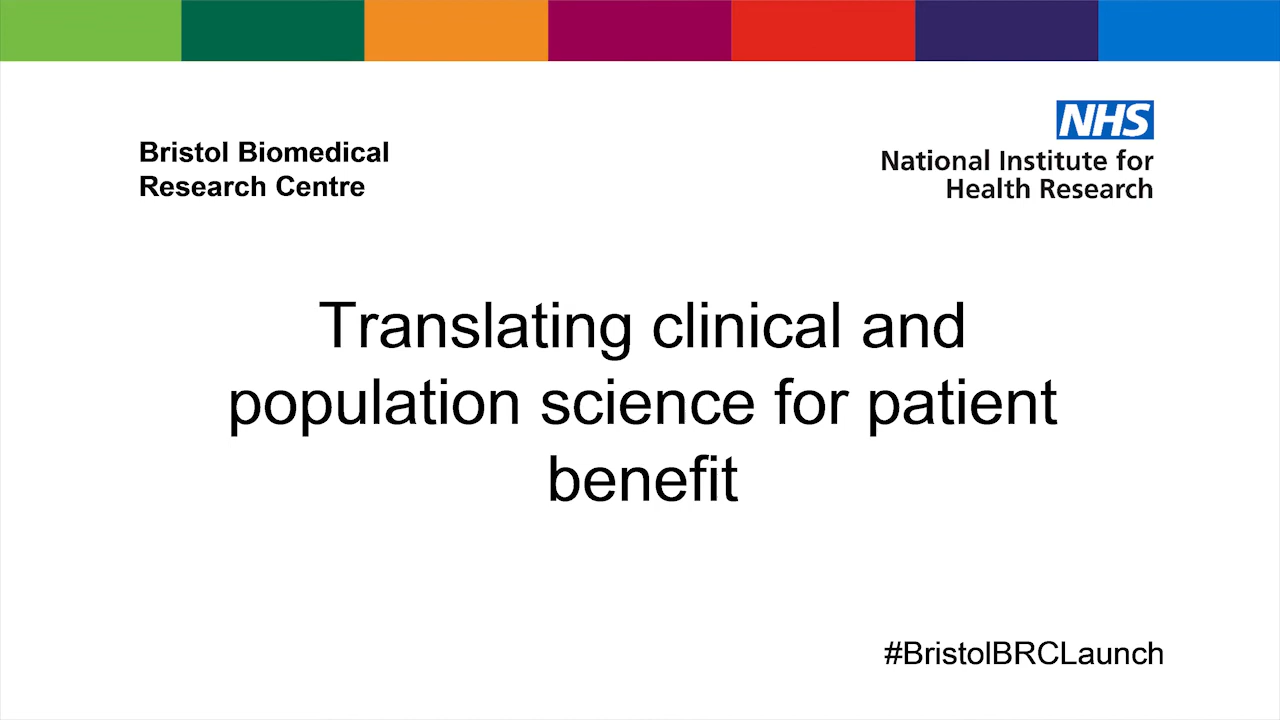 Bristol Biomedical
Research Centre
NHS
National Institute for
Health Research
Translating clinical and
population science for patient
benefit
#BristolBRCLaunch